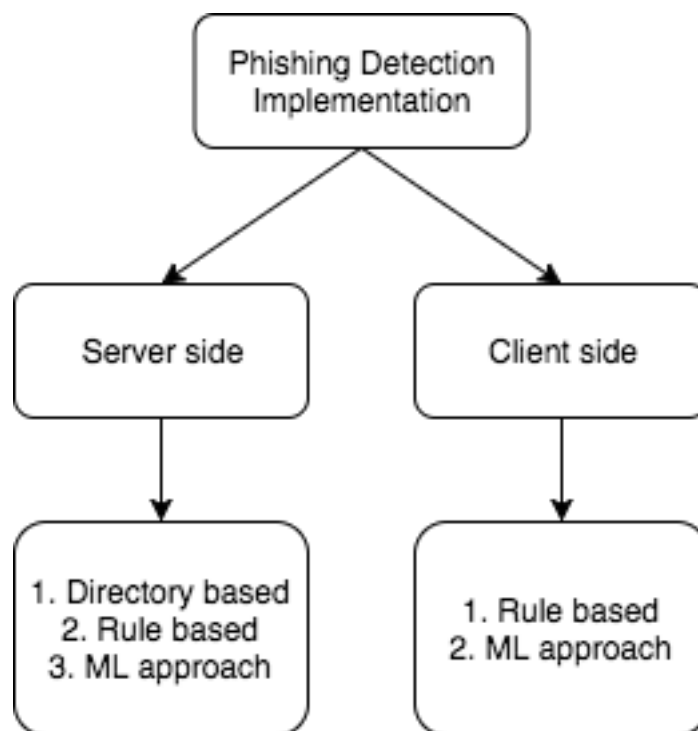 Phishing Detection
Implementation
Server side
Client side
1. Directory based
2. Rule based
3. ML approach
1. Rule based
2. ML approach